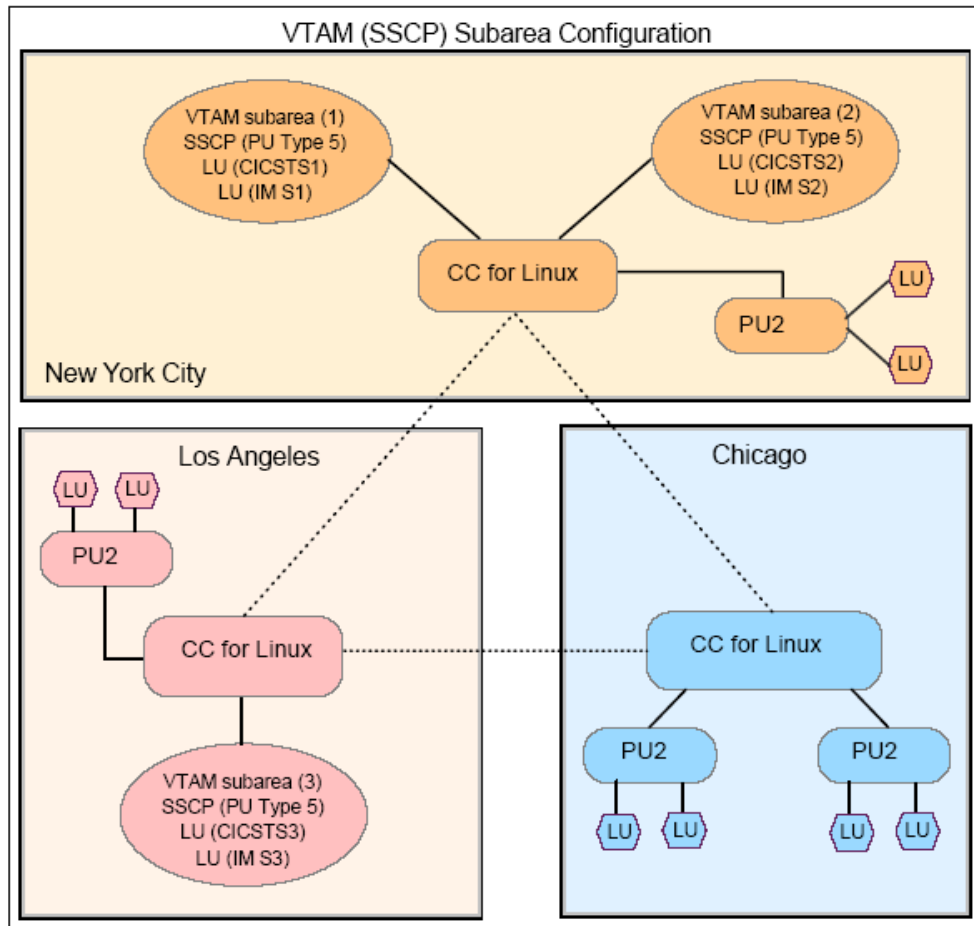 VTAM (SSCP) Subarea Configuration
VTAM subarea (1)
SSCP (PU Type 5)
LU (CICSTS1)
LU (IM S1)
VTAM subarea (2)
SSCP (PU Type 5)
LU (CICSTS2)
LU (IM S2)
CC for Linux
LU
PU2
LU
New York City
Los Angeles
LU
LU
PU2
CC for Linux
VTAM subarea (3)
SSCP (PU Type 5)
LU (CICSTS3)
LU (IM S3)
Chicago
CC for Linux
PU2
PU2
LU
LU
LU
LU